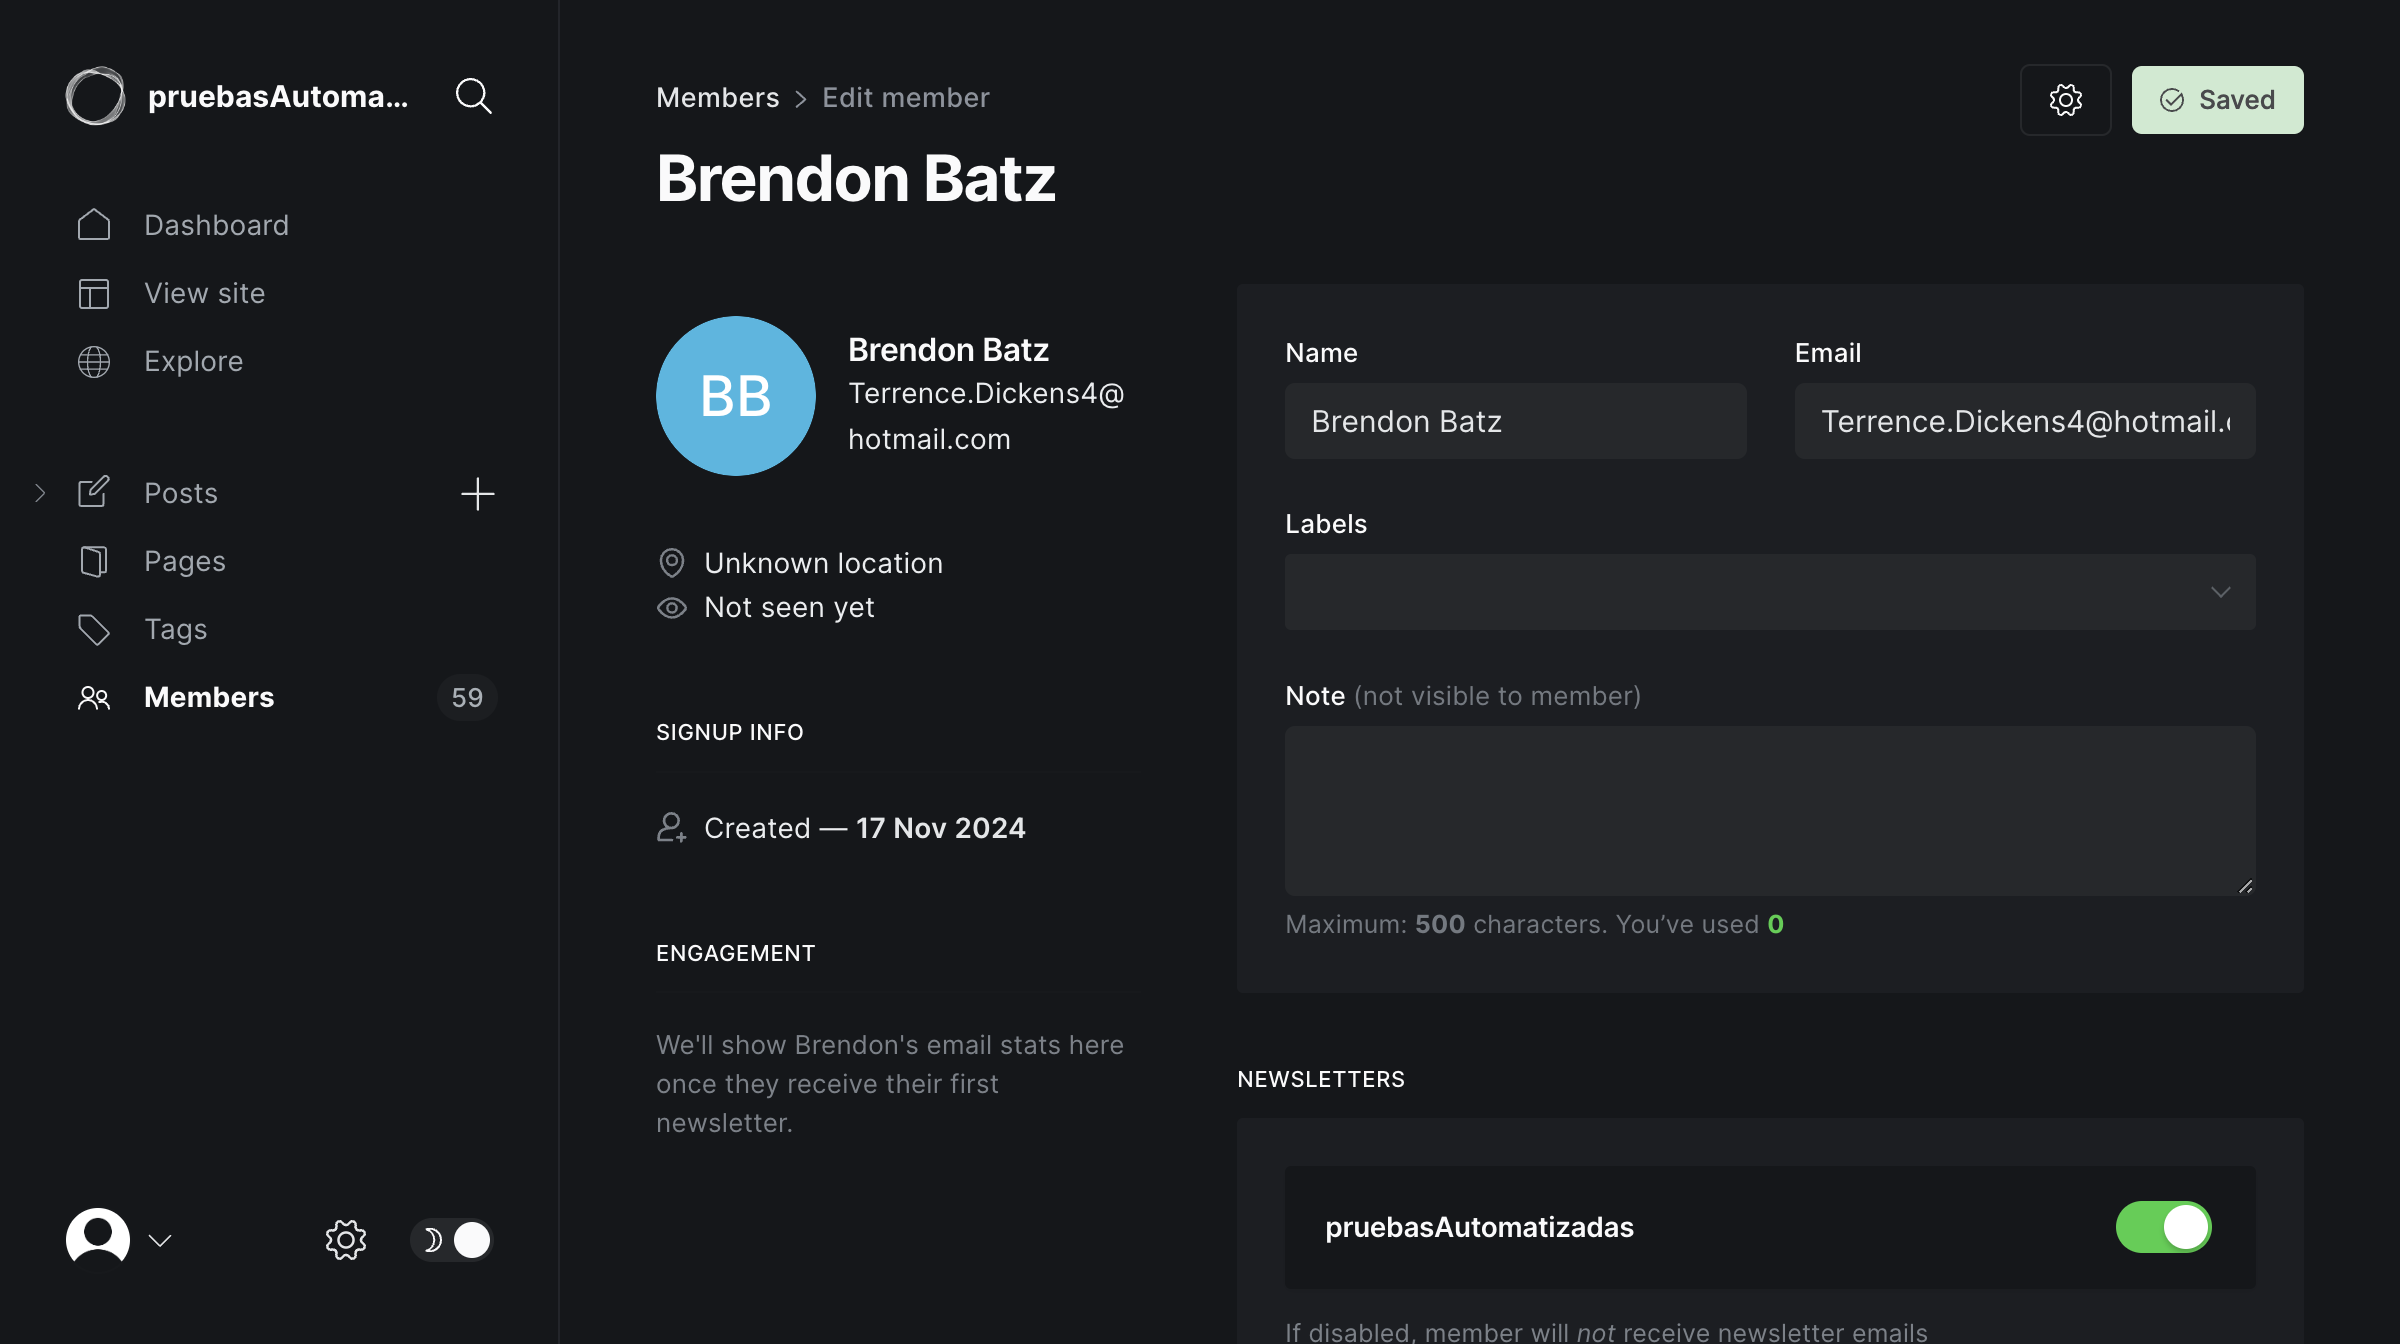 pruebasAutoma...
Dashboard
View site
Explore
Posts
Pages
Tags
Members
59
Members > Edit member
Saved
Brendon Batz
BB
Brendon Batz
Terrence.Dickens4@
hotmail.com
Unknown location
Not seen yet
SIGNUP INFO
Created — 17 Nov 2024
ENGAGEMENT
We'll show Brendon's email stats here
once they receive their first
newsletter.
Name
Brendon Batz
Email
Terrence.Dickens4@hotmail.
Labels
Note (not visible to member)
Maximum: 500 characters. You’ve used 0
NEWSLETTERS
pruebasAutomatizadas
If disabled, member will not receive newsletter emails